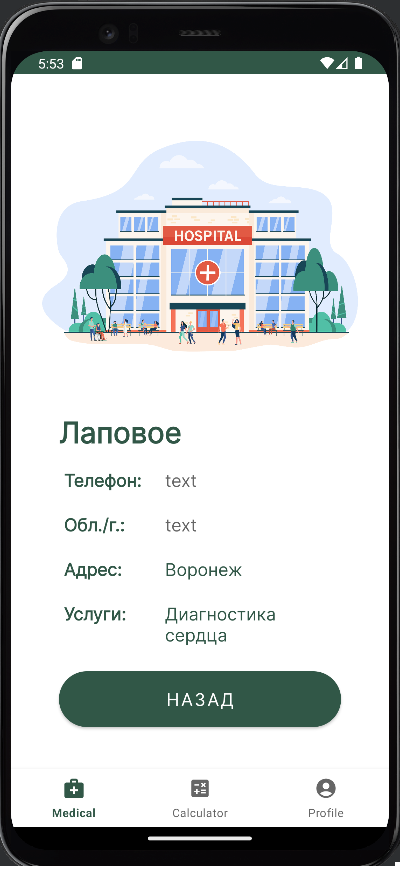 5:53
HOSPITAL
Лаповое
Телефон: text
Обл./г.: text
Адрес: Воронеж
Услуги: Диагностика
сердца
НАЗАД
Medical Calculator Profile